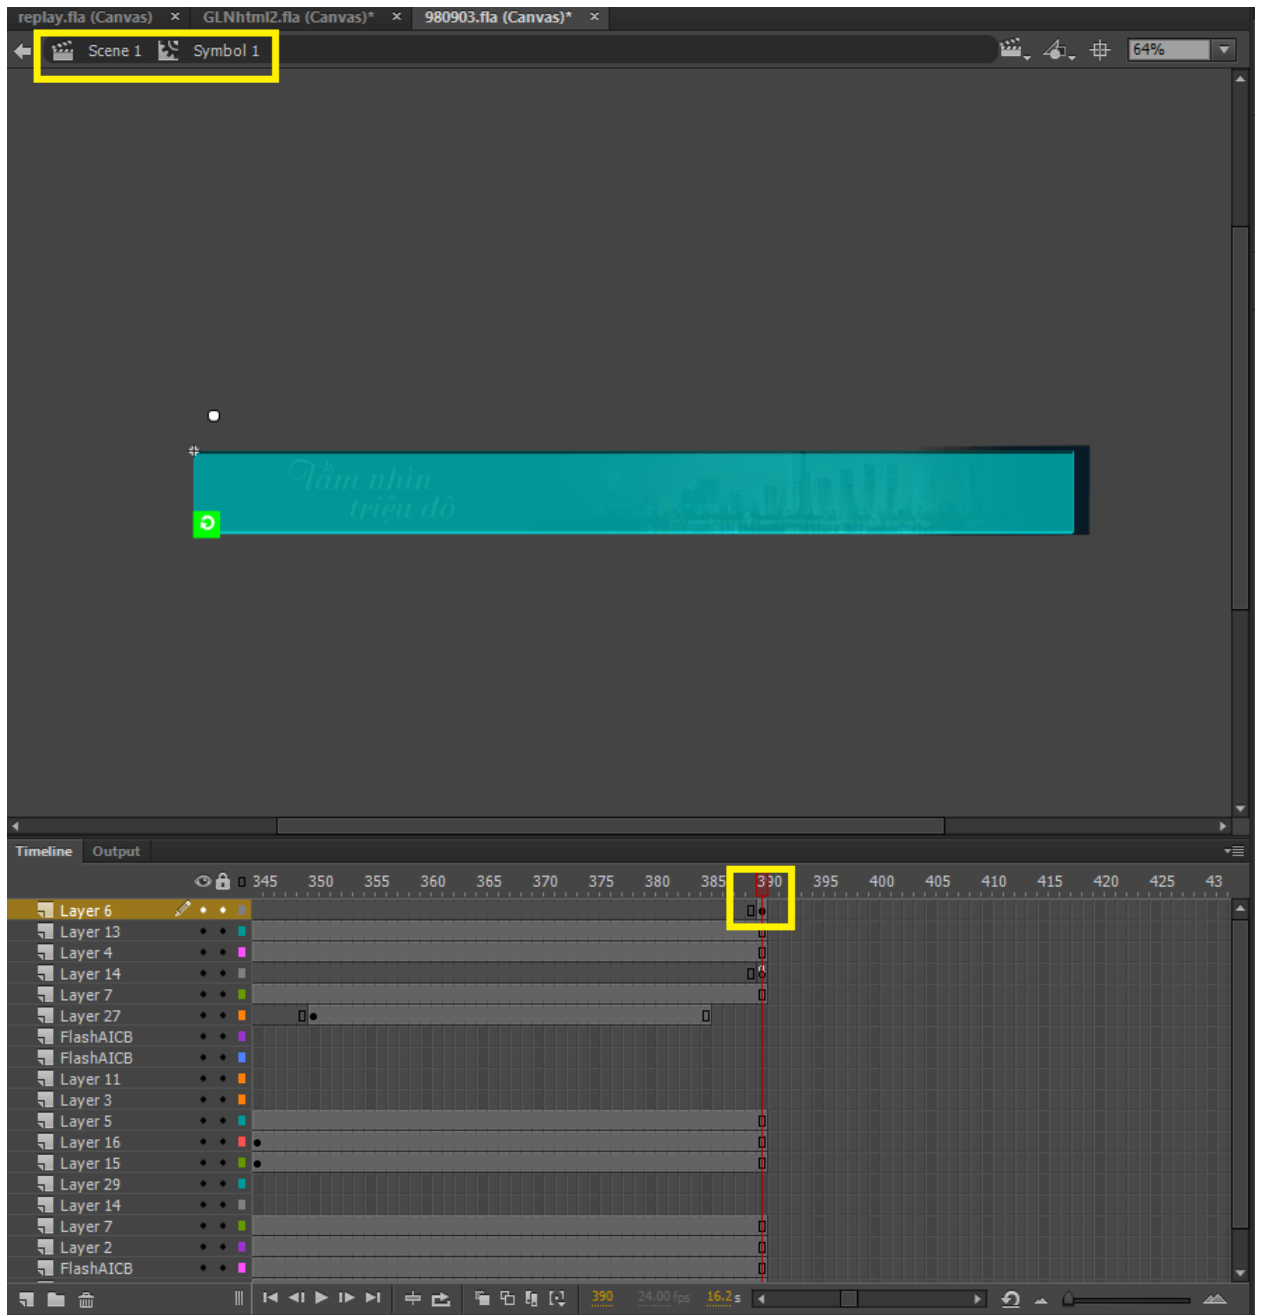 replay.fla (Canvas) × GLNhtml2.fla (Canvas)* × 980903.fla (Canvas)* ×
Scene 1 Symbol 1 64%
Tầm nhìn
triệu đô
Timeline Output
345 350 355 360 365 370 375 380 385 390 395 400 405 410 415 420 425 43
Layer 6
Layer 13
Layer 4
Layer 14
Layer 7
Layer 27
FlashAICB
FlashAICB
Layer 11
Layer 3
Layer 5
Layer 16
Layer 15
Layer 29
Layer 14
Layer 7
Layer 2
FlashAICB
390 24.00 fps 16.2 s